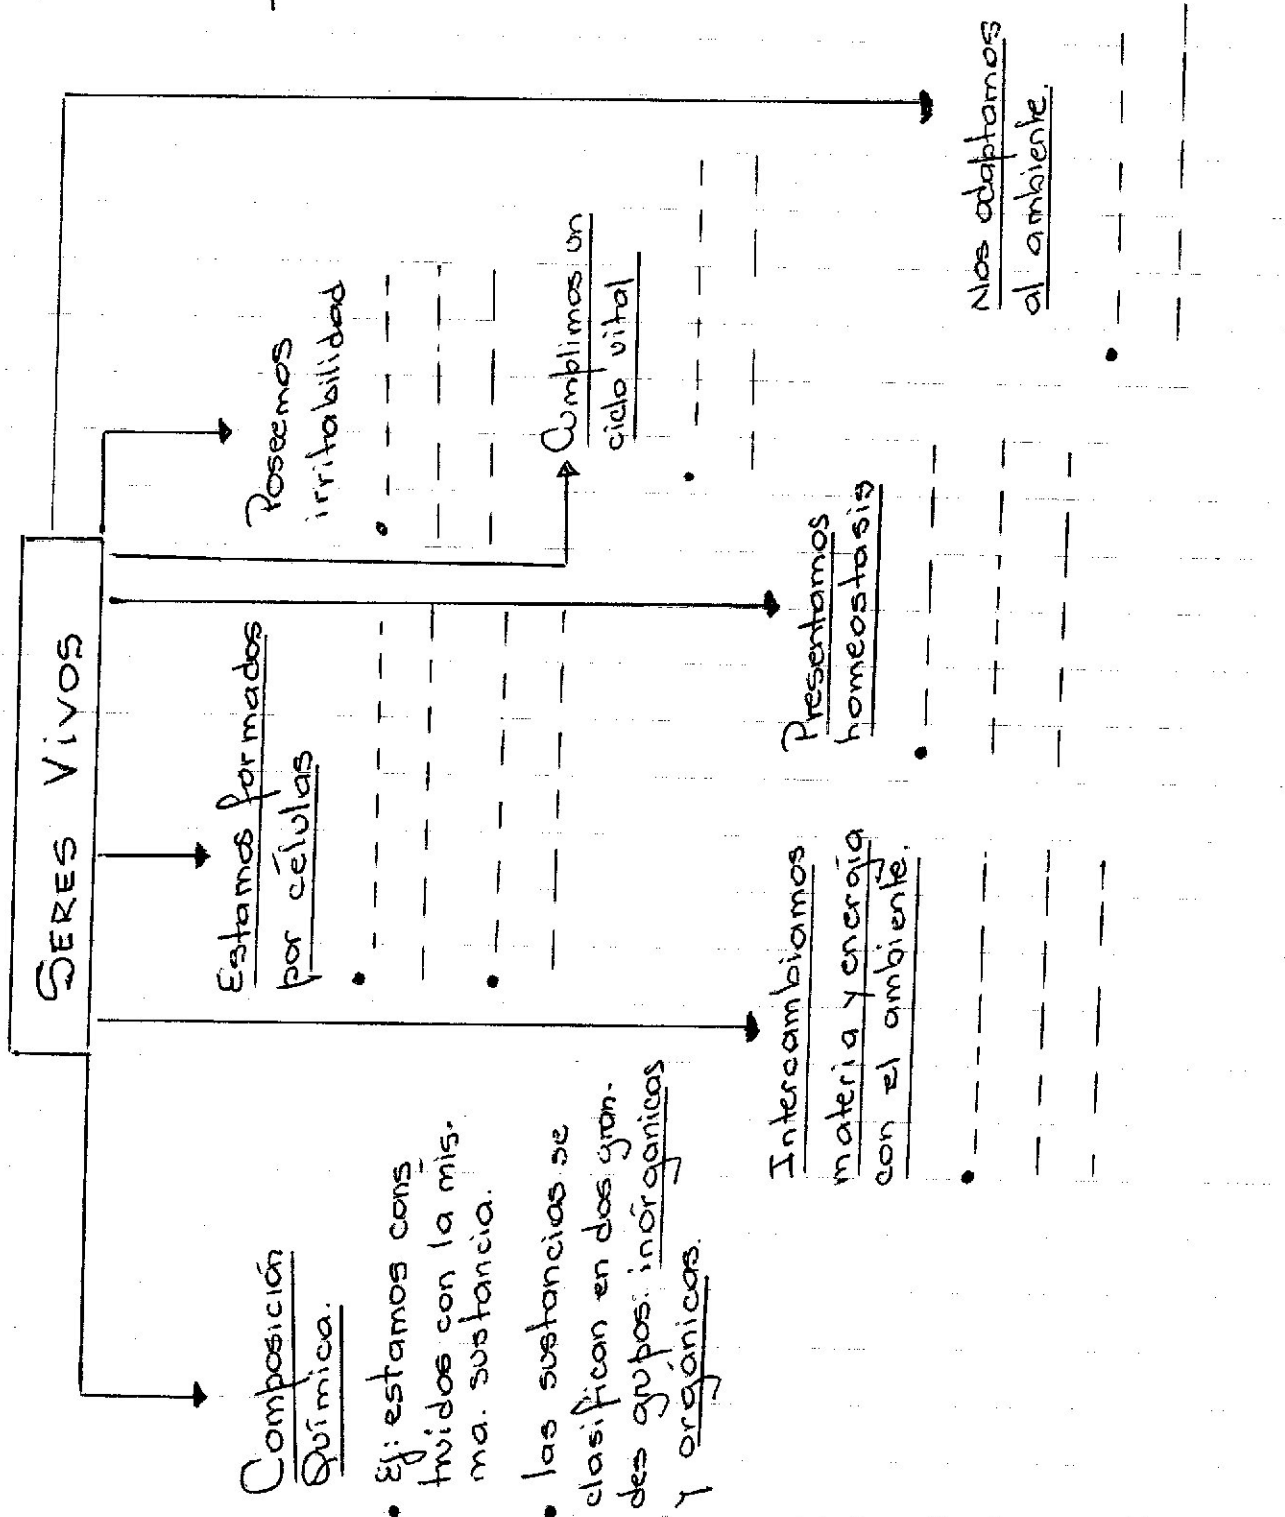 SERES VIVOS
Composición
Química.
• Ej: estamos cons-
truidos con la mis-
ma. sustancia.
• las sustancias se
clasifican en dos gran-
des grupos: inórganicas
y orgánicas.
Intercambiamos
materia y energía
con el ambiente.
Estamos formados
por células
Presentamos
homeostasis
Poseemos
irritabilidad
Cumplimos un
ciclo vital
Nos adaptamos
al ambiente.